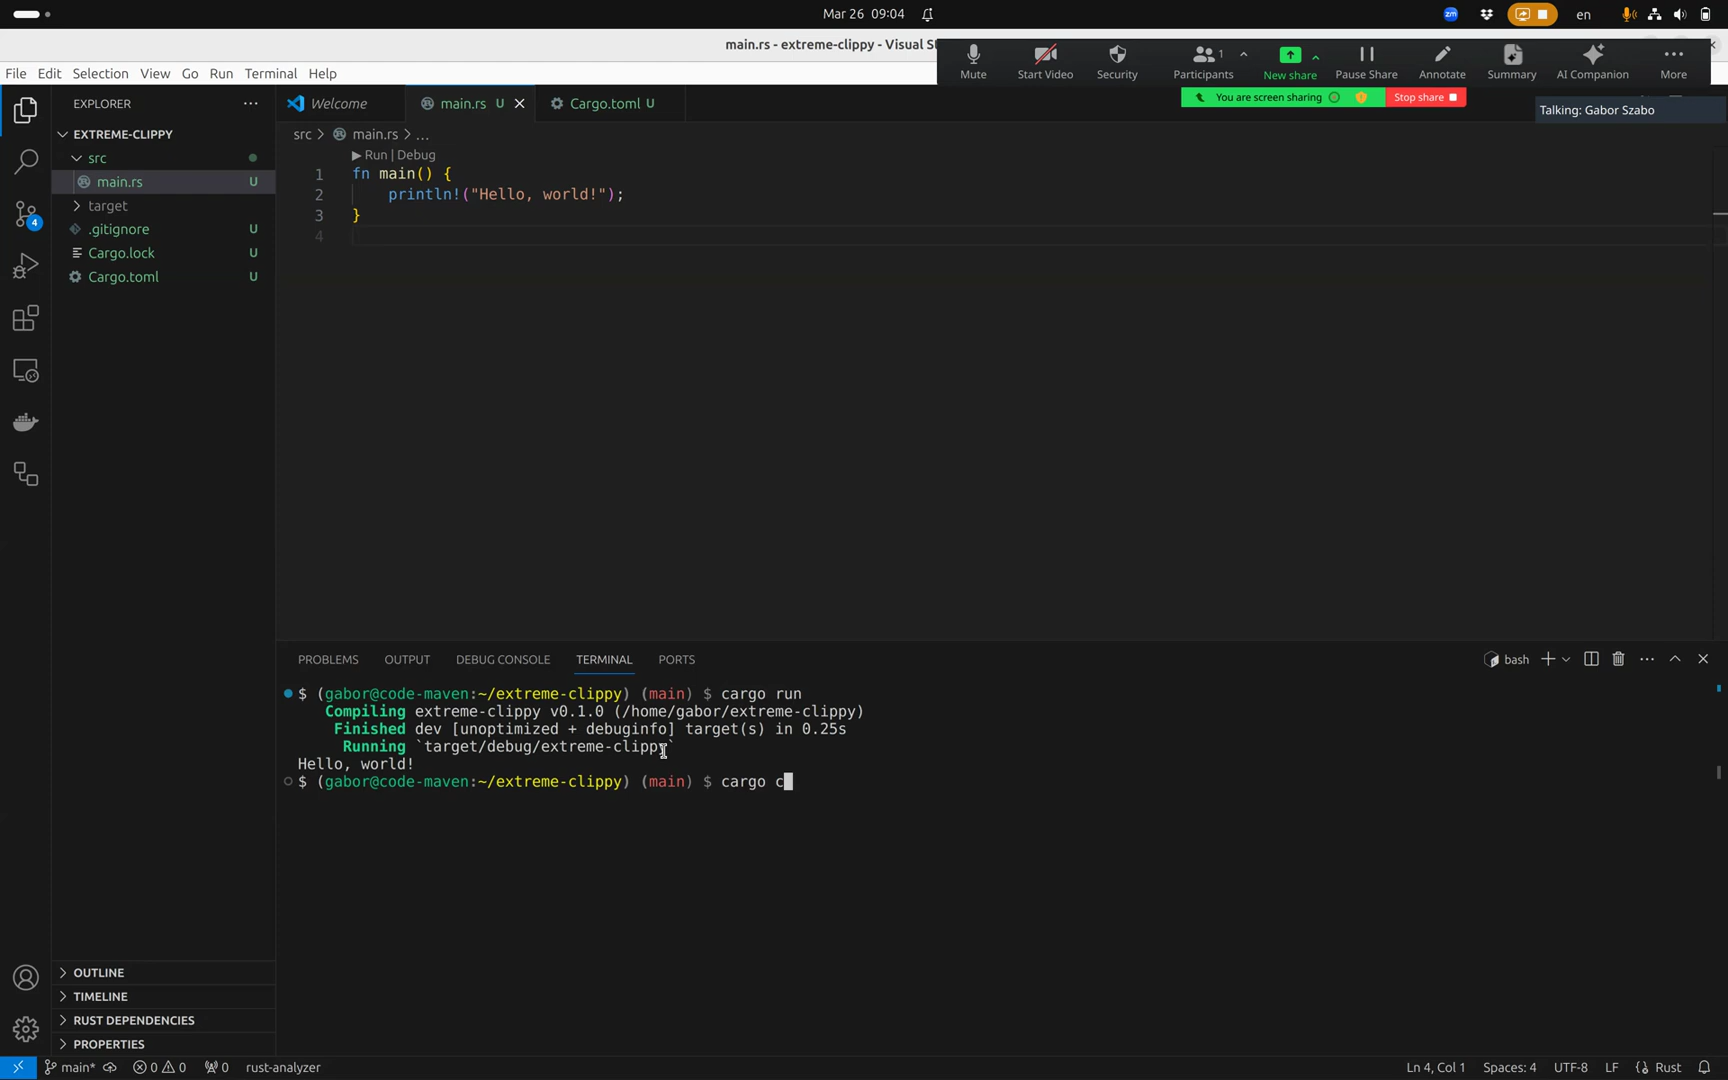 Mar 26 09:04
zm
en
main.rs - extreme-clippy - Visual S
File Edit Selection View Go Run Terminal Help
Mute Start Video Security Participants 1 New share Pause Share Annotate Summary AI Companion More
You are screen sharing Stop share
Talking: Gabor Szabo
EXPLORER
Welcome main.rs U Cargo.toml U
EXTREME-CLIPPY
src
main.rs U
target
.gitignore U
Cargo.lock U
Cargo.toml U
4
src > main.rs > ...
Run | Debug
1 fn main() {
2 println!("Hello, world!");
3 }
4
PROBLEMS OUTPUT DEBUG CONSOLE TERMINAL PORTS
bash
$ (gabor@code-maven:~/extreme-clippy) (main) $ cargo run
Compiling extreme-clippy v0.1.0 (/home/gabor/extreme-clippy)
Finished dev [unoptimized + debuginfo] target(s) in 0.25s
Running `target/debug/extreme-clippy`
Hello, world!
$ (gabor@code-maven:~/extreme-clippy) (main) $ cargo c
OUTLINE
TIMELINE
RUST DEPENDENCIES
PROPERTIES
main* 0 0 0 rust-analyzer
Ln 4, Col 1 Spaces: 4 UTF-8 LF Rust